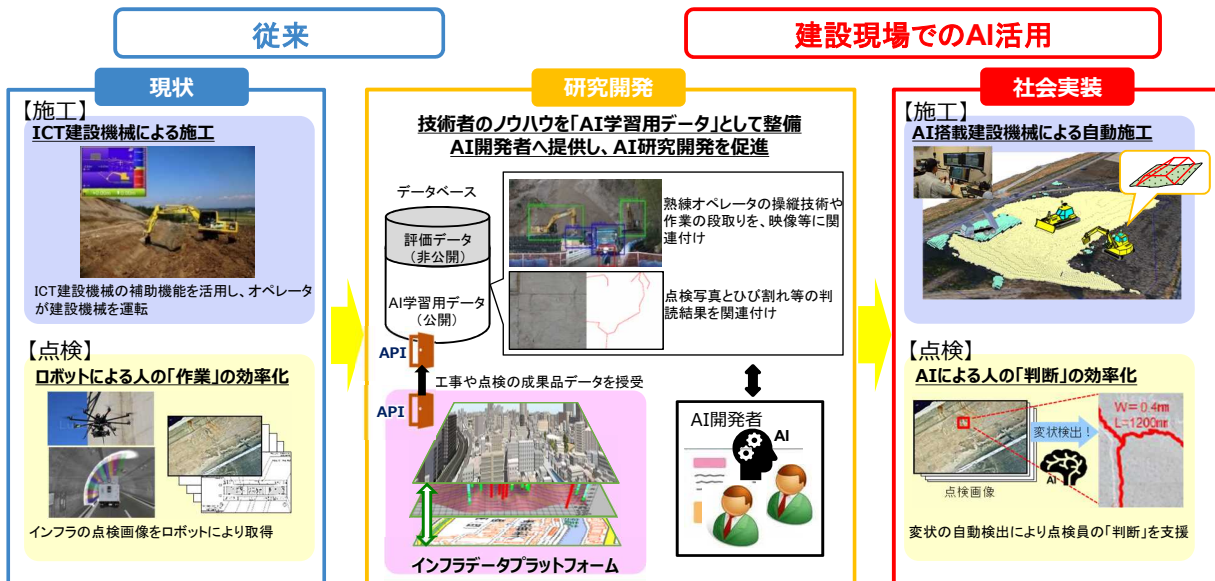 従来
建設現場でのAI活用
現状
【施工】
ICT建設機械による施工
ICT建設機械の補助機能を活用し、オペレータ
が建設機械を運転
【点検】
ロボットによる人の「作業」の効率化
インフラの点検画像をロボットにより取得
研究開発
技術者のノウハウを「AI学習用データ」として整備
AI開発者へ提供し、AI研究開発を促進
データベース
評価データ
（非公開）
AI学習用データ
（公開）
熟練オペレータの操縦技術や
作業の段取りを、映像等に関
連付け
点検写真とひび割れ等の判
読結果を関連付け
API
工事や点検の成果品データを授受
API
インフラデータプラットフォーム
AI開発者
AI
社会実装
【施工】
AI搭載建設機械による自動施工
【点検】
AIによる人の「判断」の効率化
変状検出！
AI
W＝0.4mm
L=1200mm
点検画像
変状の自動検出により点検員の「判断」を支援